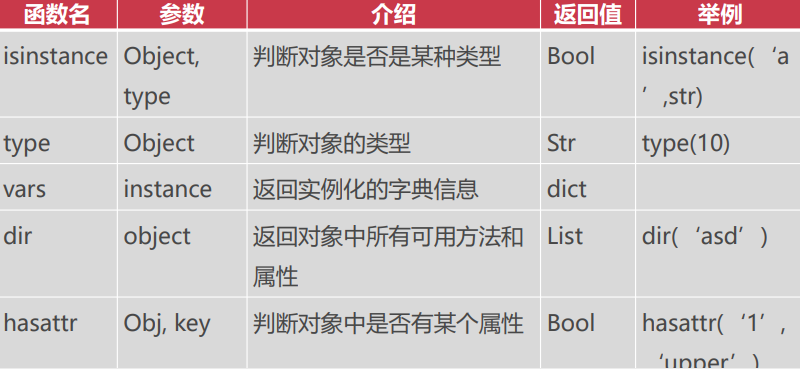 函数名 参数 介绍 返回值 举例
isinstance Object, 判断对象是否是某种类型 Bool isinstance(‘a
type ’,str)
type Object 判断对象的类型 Str type(10)
vars instance 返回实例化的字典信息 dict
dir object 返回对象中所有可用方法和 List dir(‘asd’)
属性
hasattr Obj, key 判断对象中是否有某个属性 Bool hasattr(‘1’,
‘upper’)